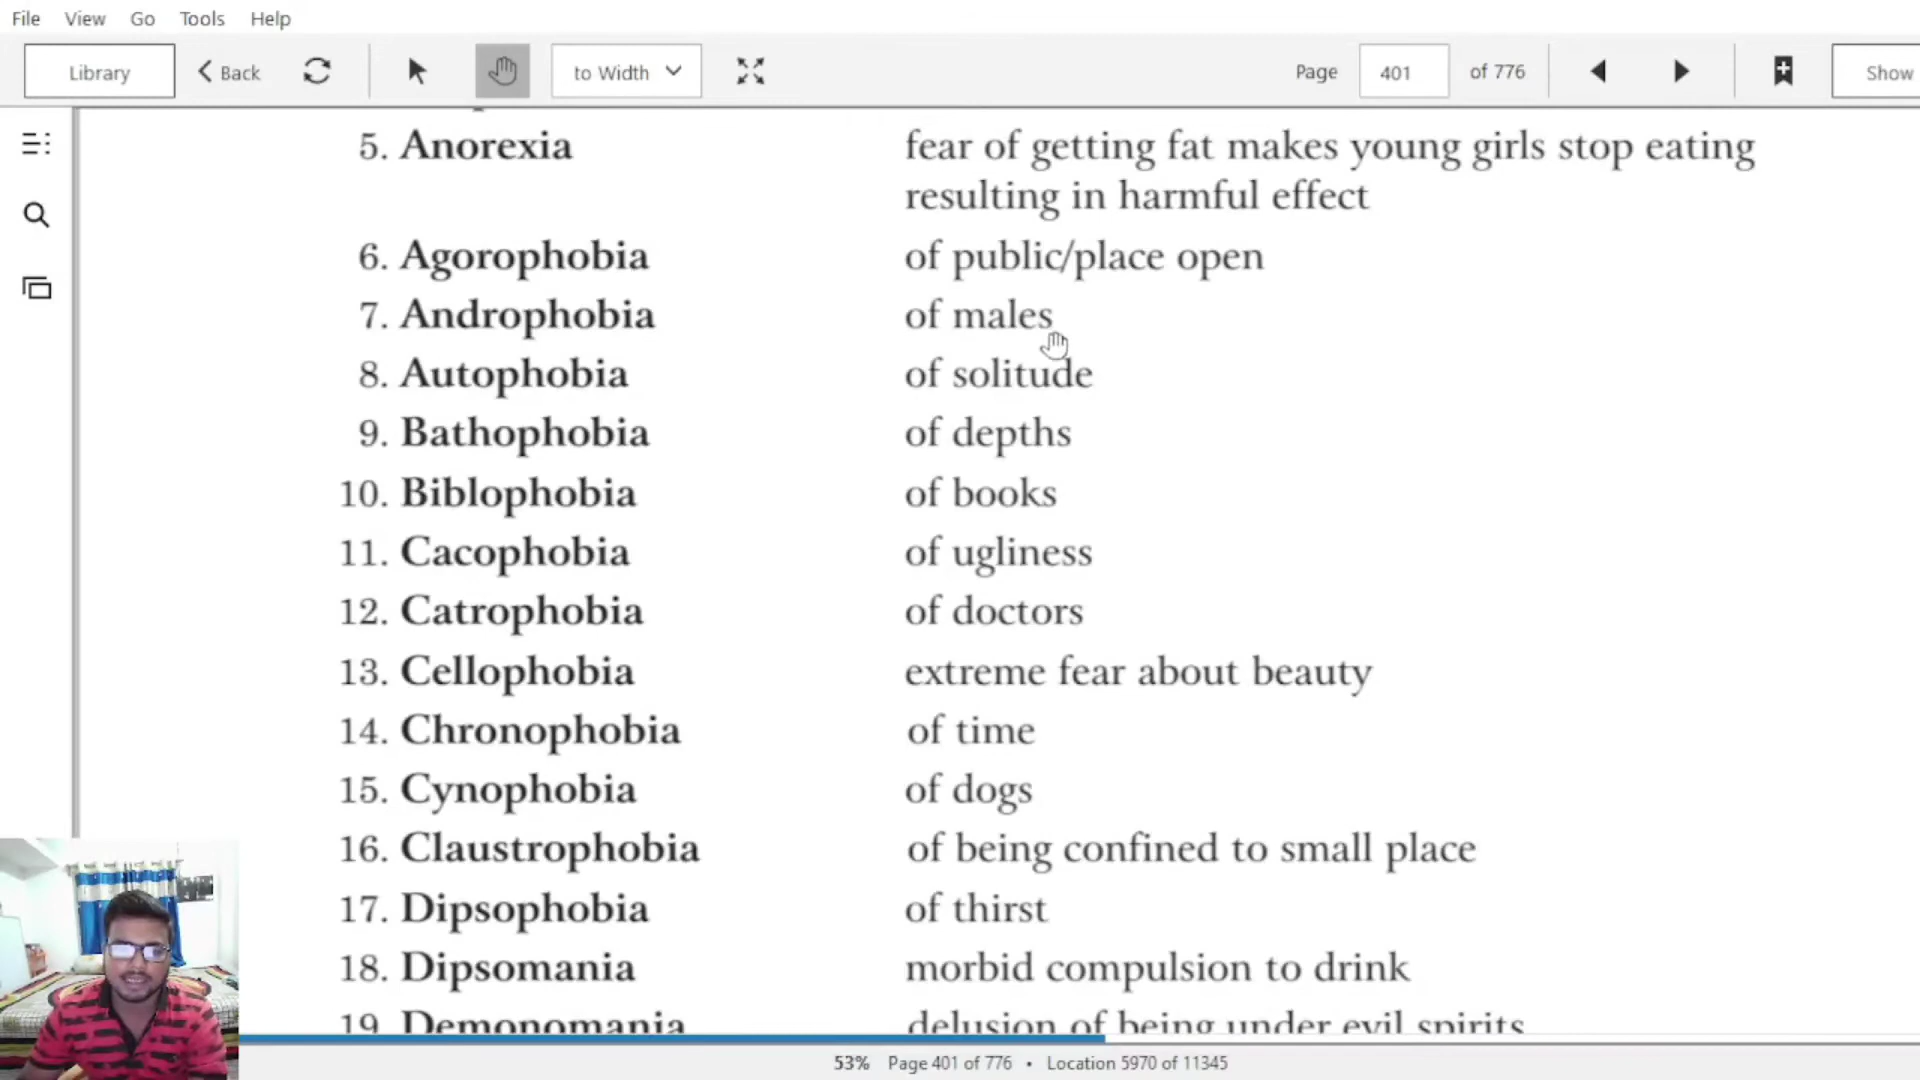 File View Go Tools Help
Library Back to Width Page 401 of 776 Show
5. Anorexia fear of getting fat makes young girls stop eating
resulting in harmful effect
6. Agorophobia of public/place open
7. Androphobia of males
8. Autophobia of solitude
9. Bathophobia of depths
10. Biblophobia of books
11. Cacophobia of ugliness
12. Catrophobia of doctors
13. Cellophobia extreme fear about beauty
14. Chronophobia of time
15. Cynophobia of dogs
16. Claustrophobia of being confined to small place
17. Dipsophobia of thirst
18. Dipsomania morbid compulsion to drink
19 Demonomania delusion of being under evil spirits
53% Page 401 of 776 • Location 5970 of 11345